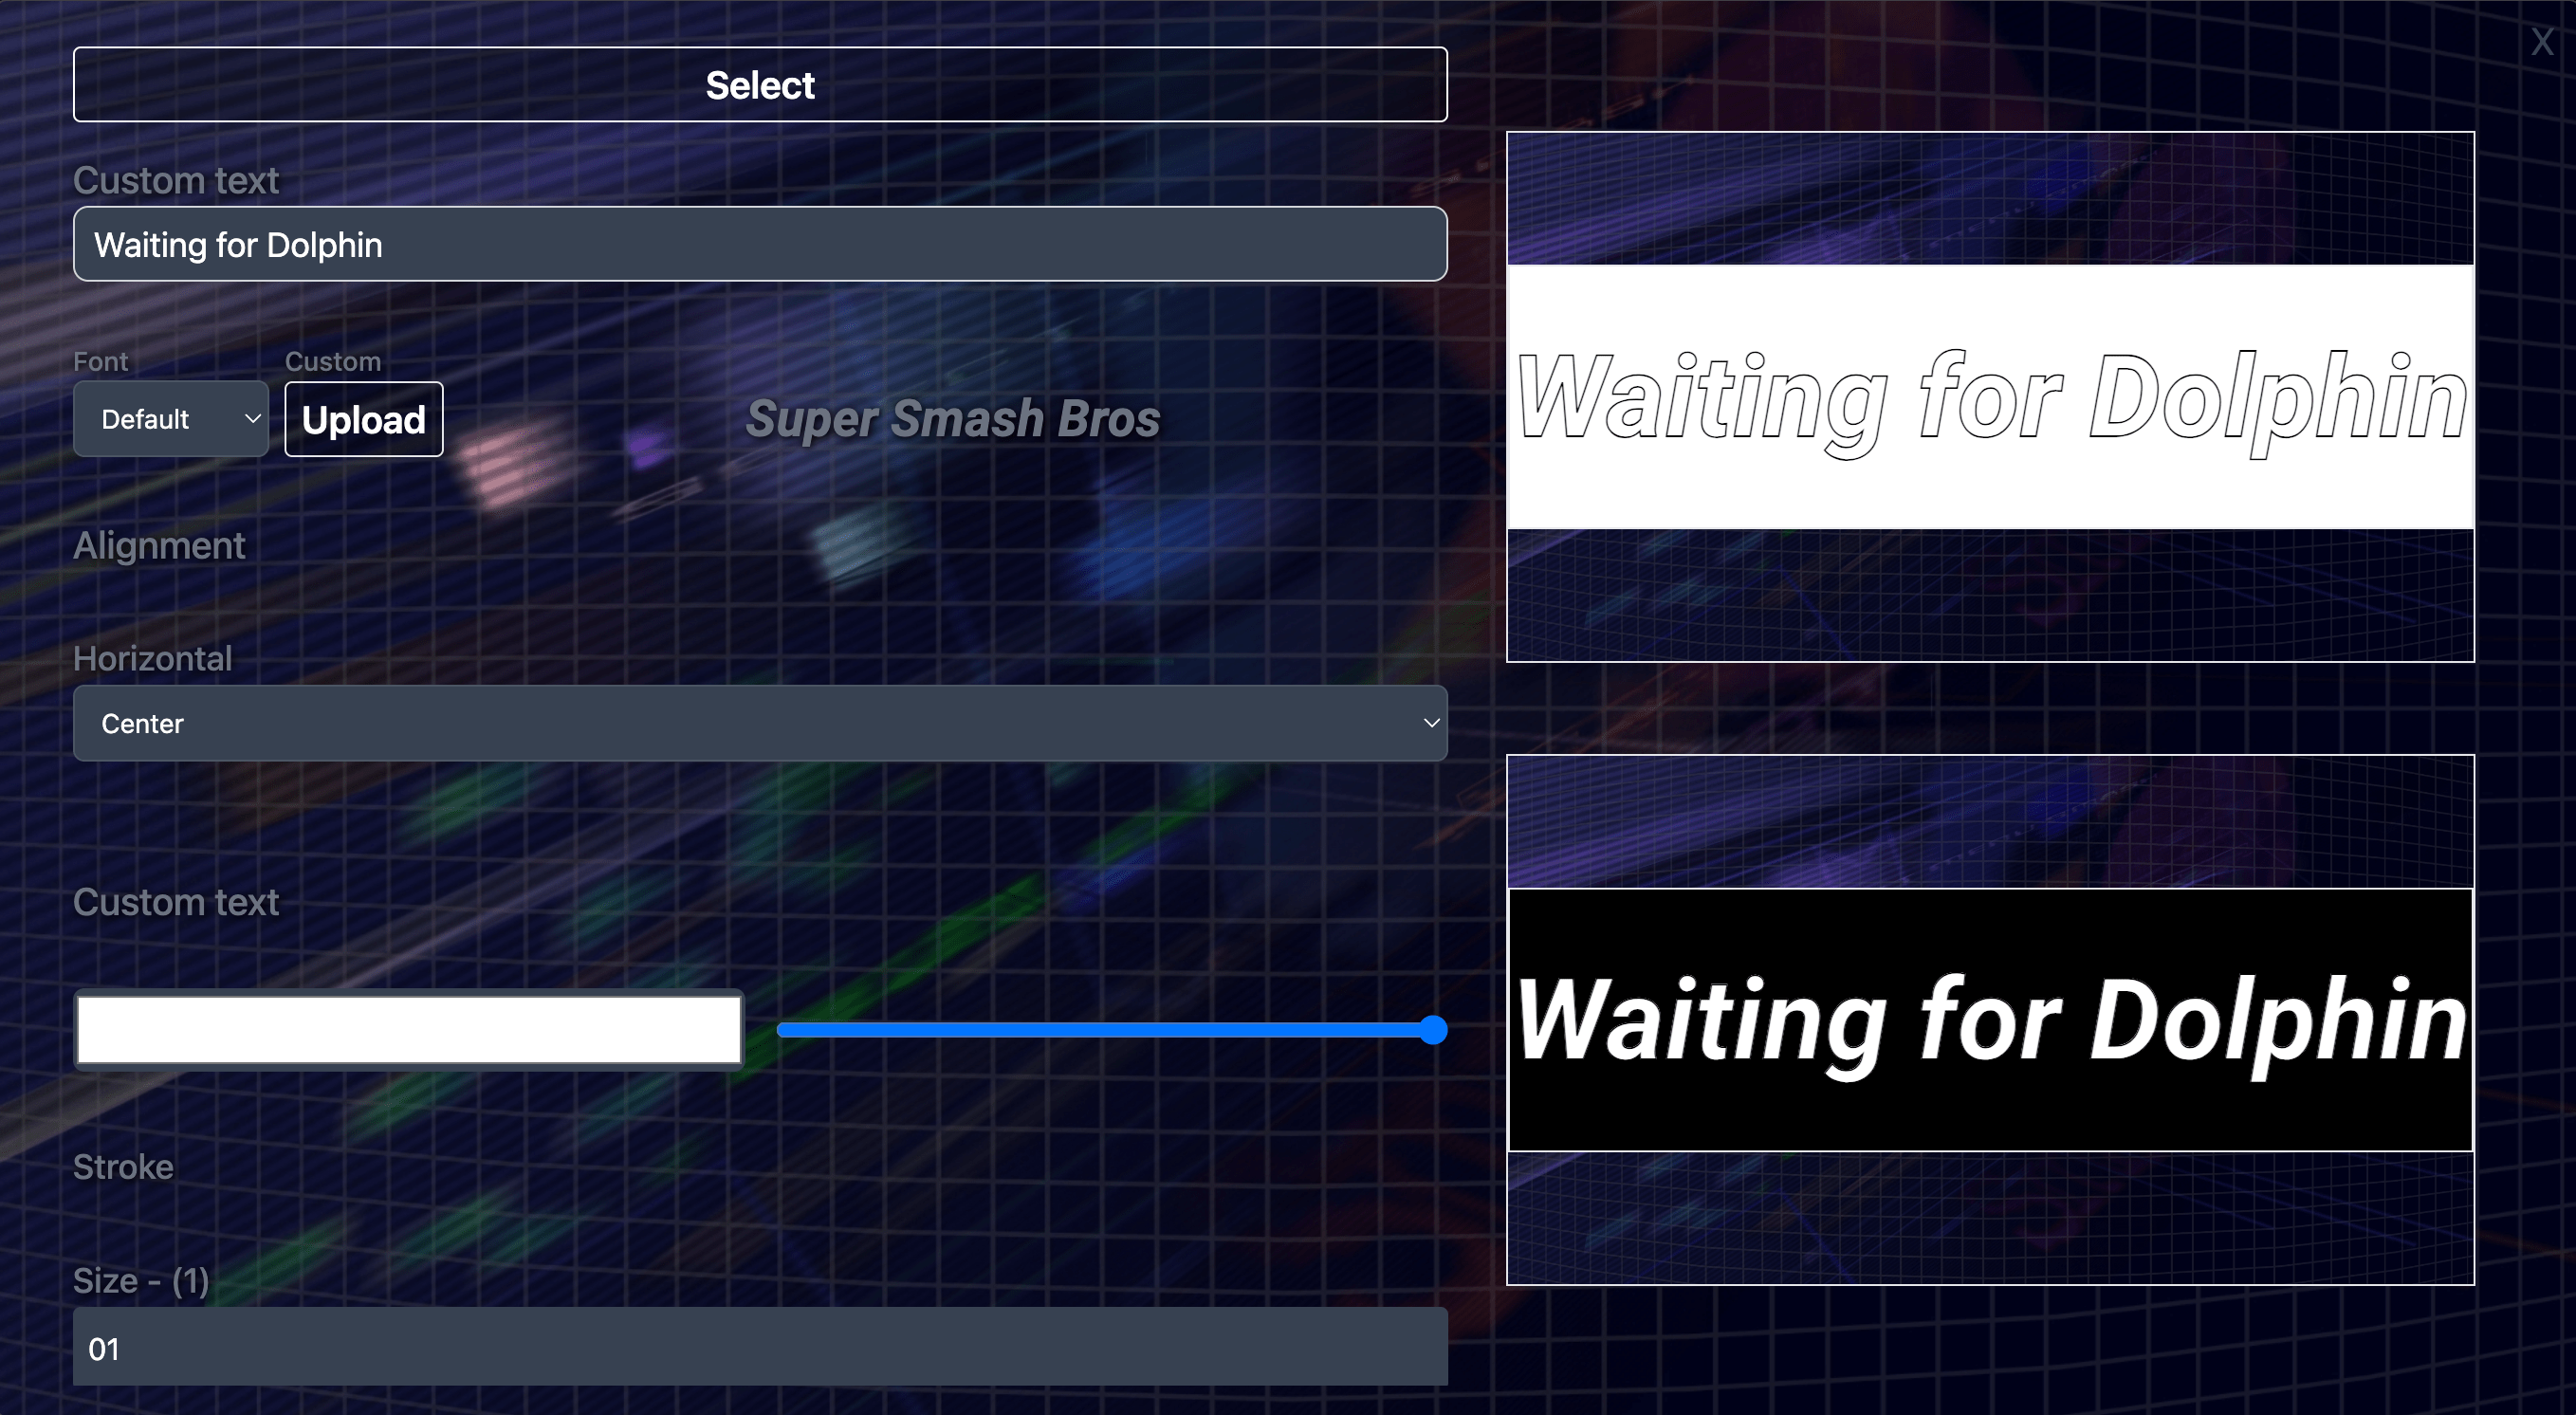 X
Select
Custom text
Waiting for Dolphin
Font
Custom
Default
Upload
Super Smash Bros
Alignment
Horizontal
Center
Custom text
Stroke
Size - (1)
01
Waiting for Dolphin
Waiting for Dolphin